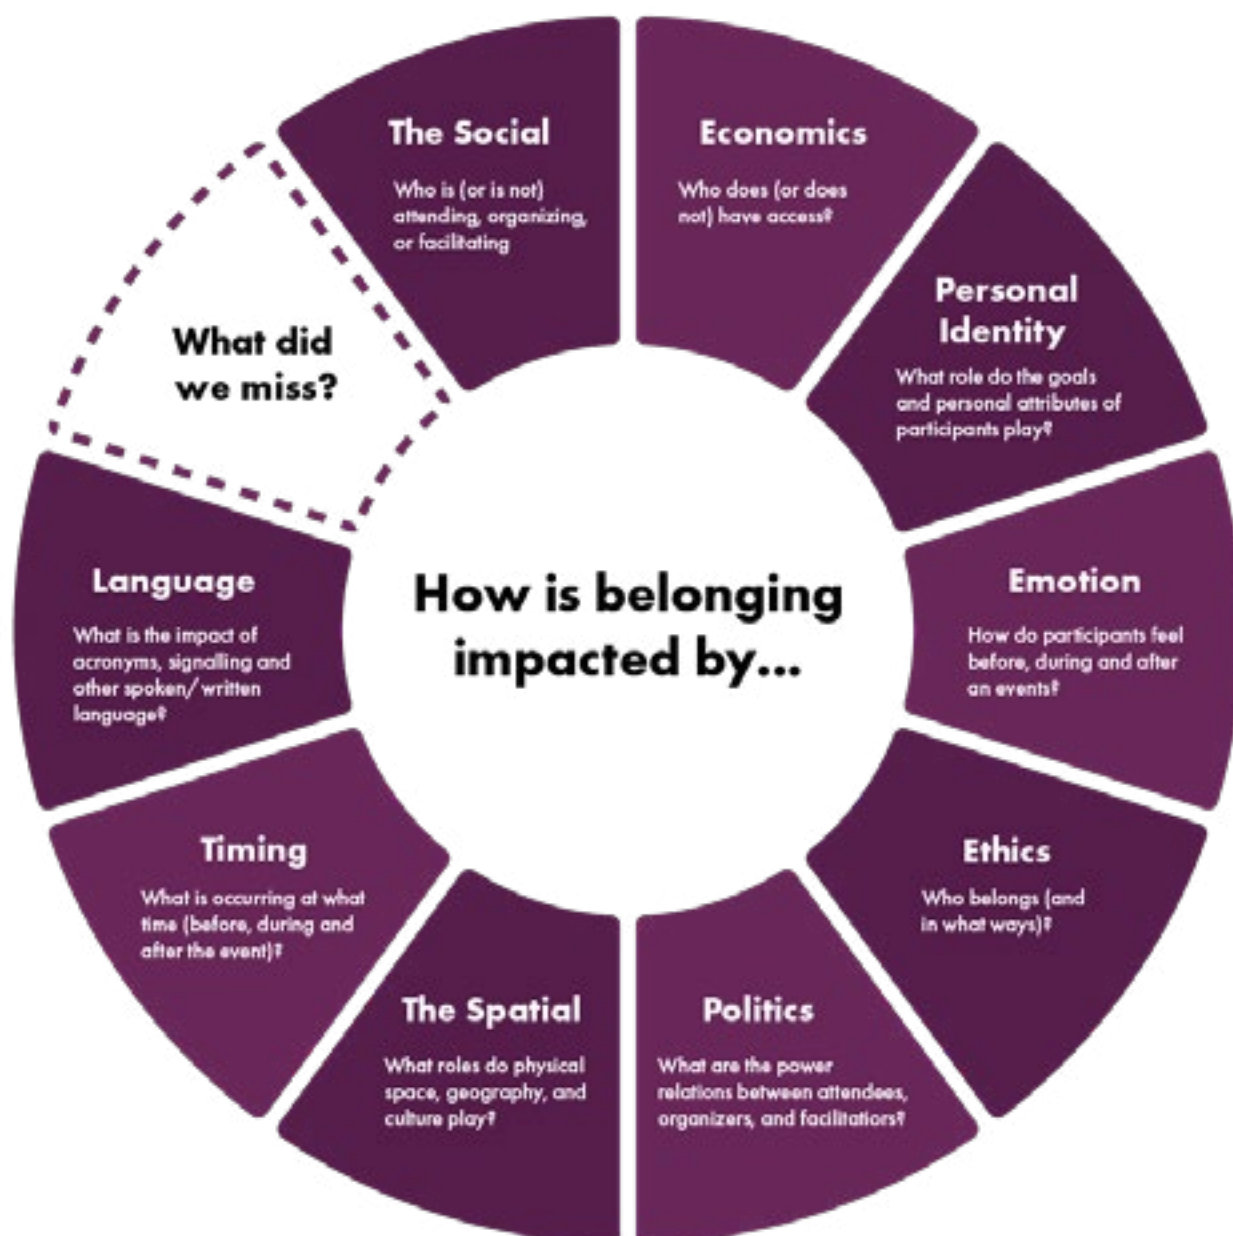 How is belonging
impacted by...
The Social
Who is (or is not)
attending, organizing,
or facilitating
Economics
Who does (or does
not) have access?
Personal
Identity
What role do the goals
and personal attributes of
participants play?
Emotion
How do participants feel
before, during and after
an events?
Ethics
Who belongs (and
in what ways)?
Politics
What are the power
relations between attendees,
organizers, and facilitatiors?
The Spatial
What roles do physical
space, geography, and
culture play?
Timing
What is occurring at what
time (before, during and
after the event)?
Language
What is the impact of
acronyms, signalling and
other spoken/written
language?
What did
we miss?